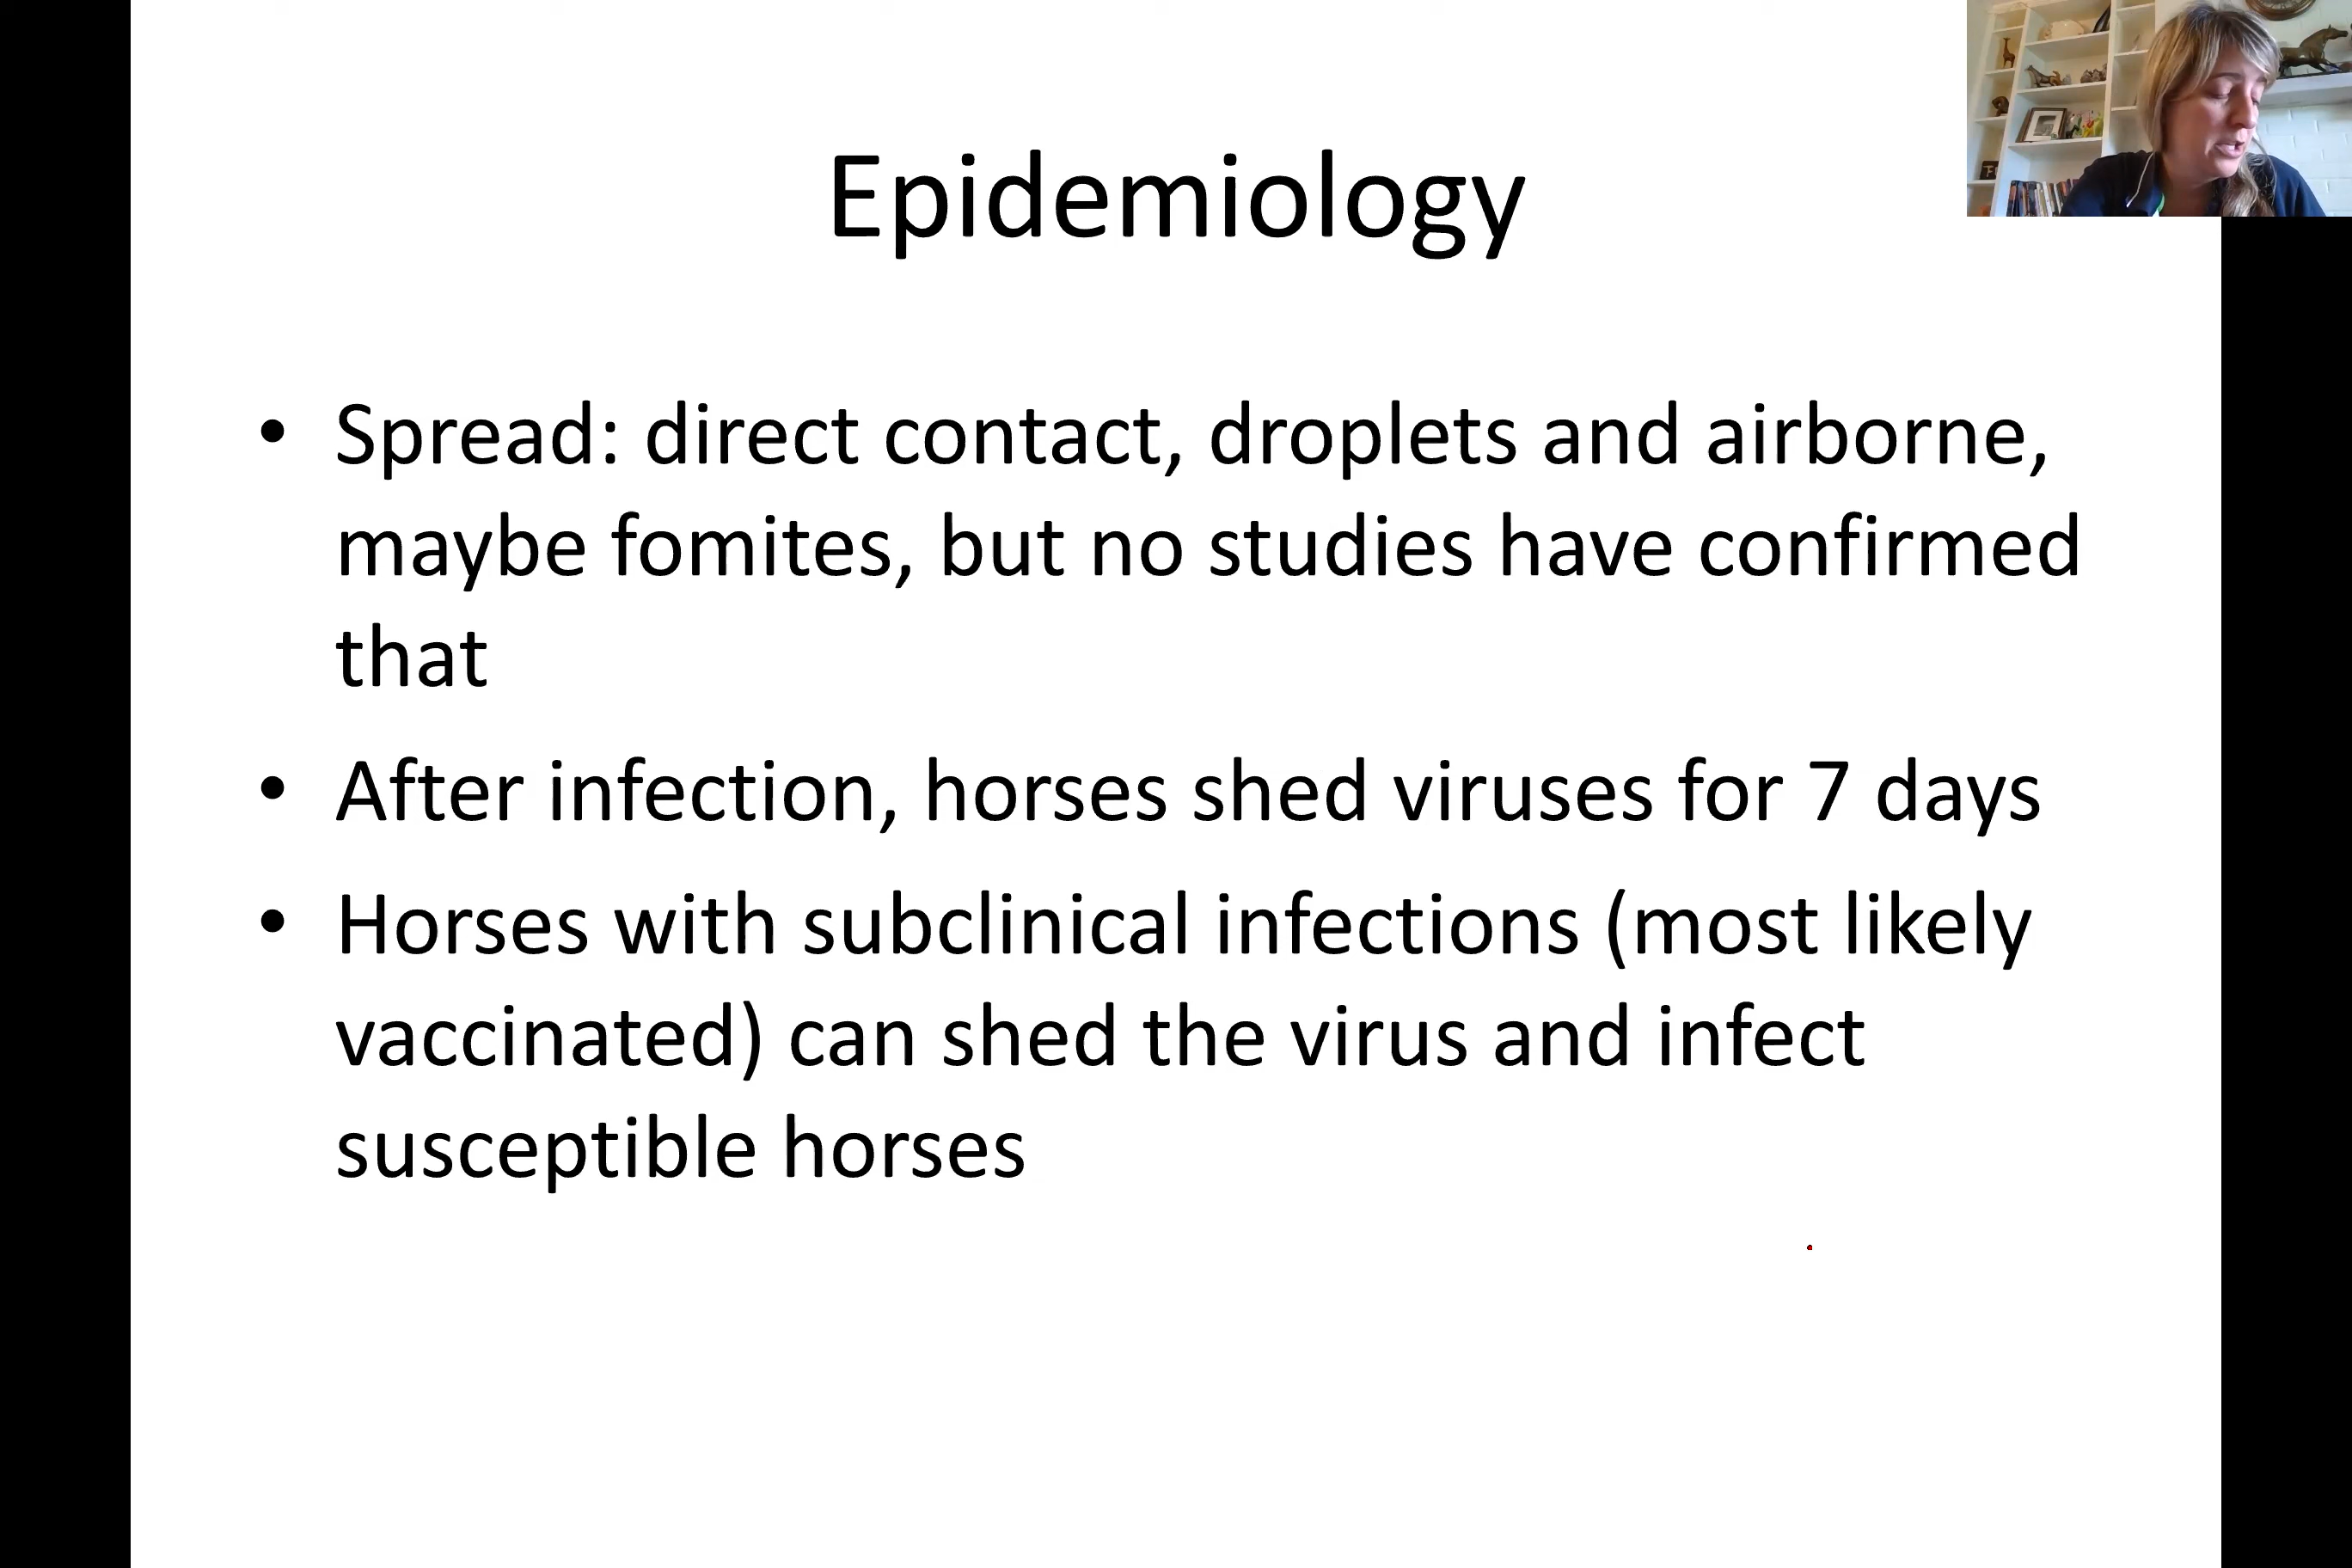 Epidemiology
• Spread: direct contact, droplets and airborne,
maybe fomites, but no studies have confirmed
that
• After infection, horses shed viruses for 7 days
• Horses with subclinical infections (most likely
vaccinated) can shed the virus and infect
susceptible horses